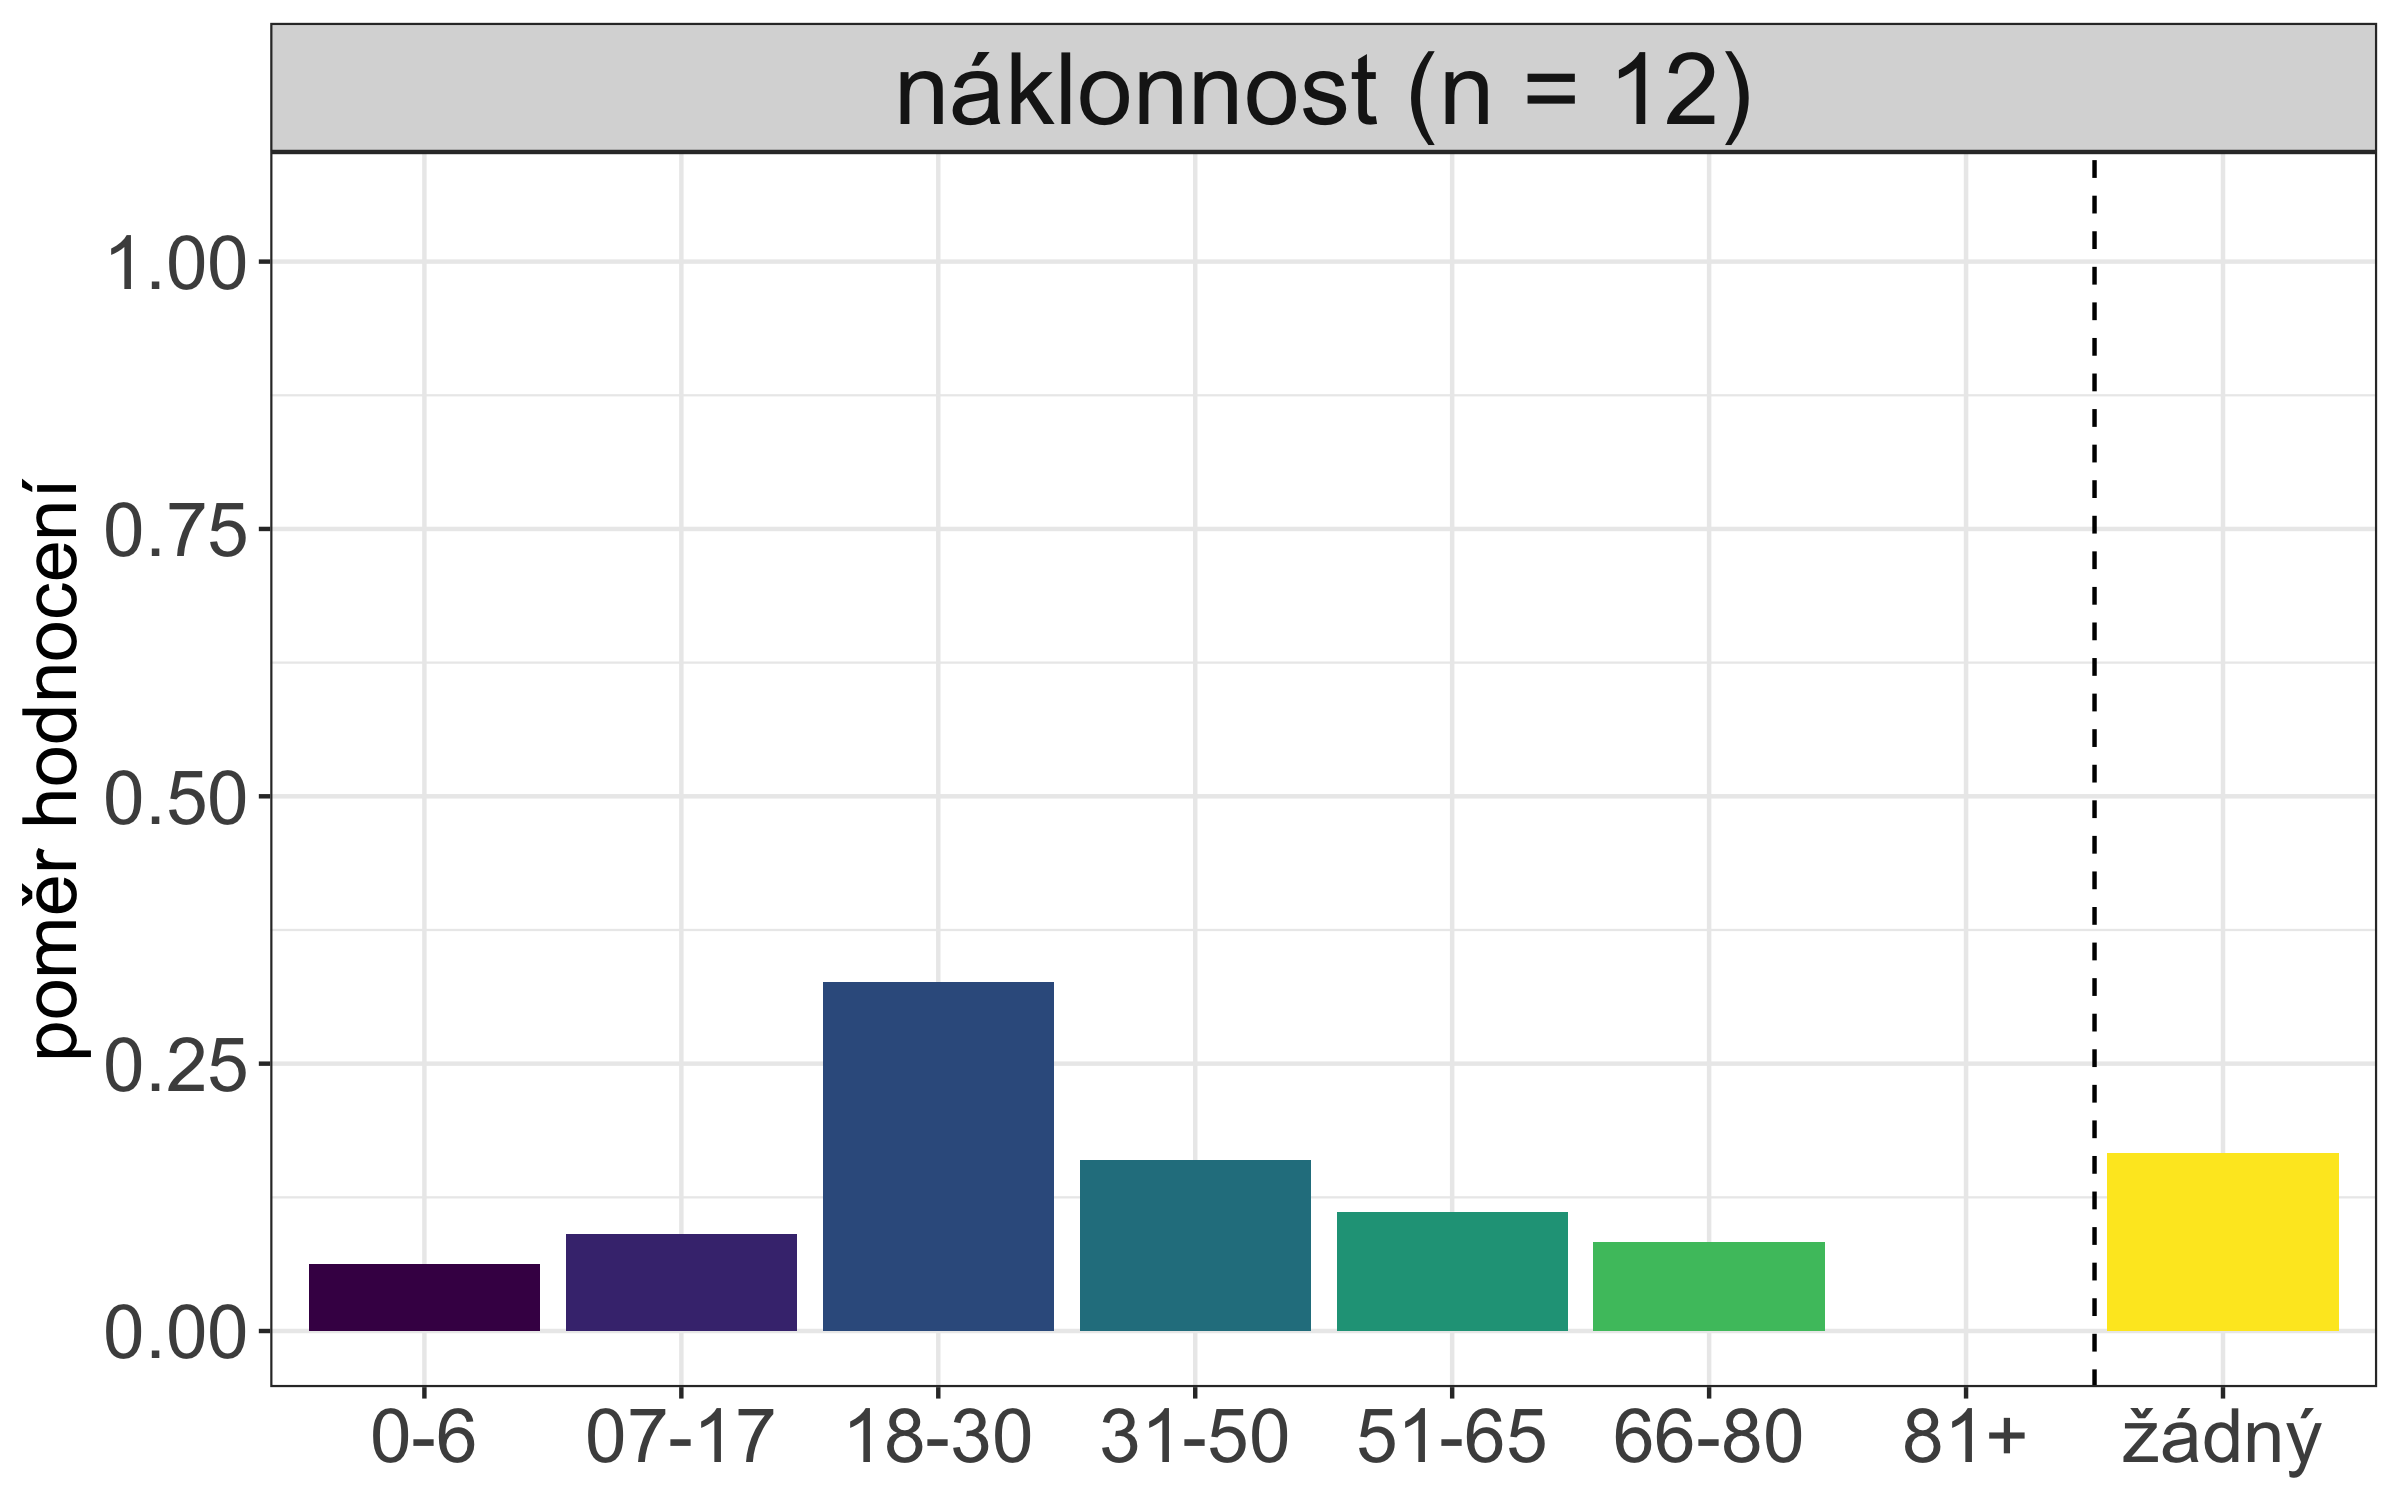 náklonnost (n = 12)
poměr hodnocení
1.00
0.75
0.50
0.25
0.00
0-6 07-17 18-30 31-50 51-65 66-80 81+ žádný